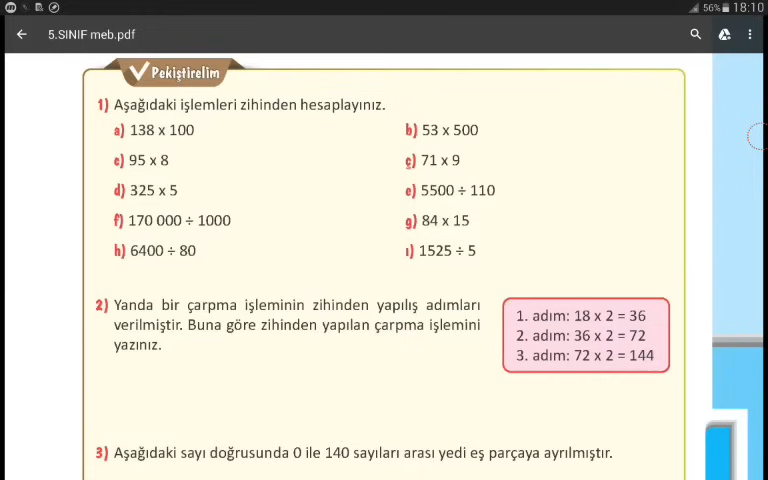 56% 18:10
5.SINIF meb.pdf
Pekiştirelim
1) Aşağıdaki işlemleri zihinden hesaplayınız.
a) 138 x 100
b) 53 x 500
c) 95 x 8
ç) 71 x 9
d) 325 x 5
e) 5500 ÷ 110
f) 170 000 ÷ 1000
g) 84 x 15
h) 6400 ÷ 80
ı) 1525 ÷ 5
2) Yanda bir çarpma işleminin zihinden yapılış adımları
verilmiştir. Buna göre zihinden yapılan çarpma işlemini
yazınız.
1. adım: 18 x 2 = 36
2. adım: 36 x 2 = 72
3. adım: 72 x 2 = 144
3) Aşağıdaki sayı doğrusunda 0 ile 140 sayıları arası yedi eş parçaya ayrılmıştır.